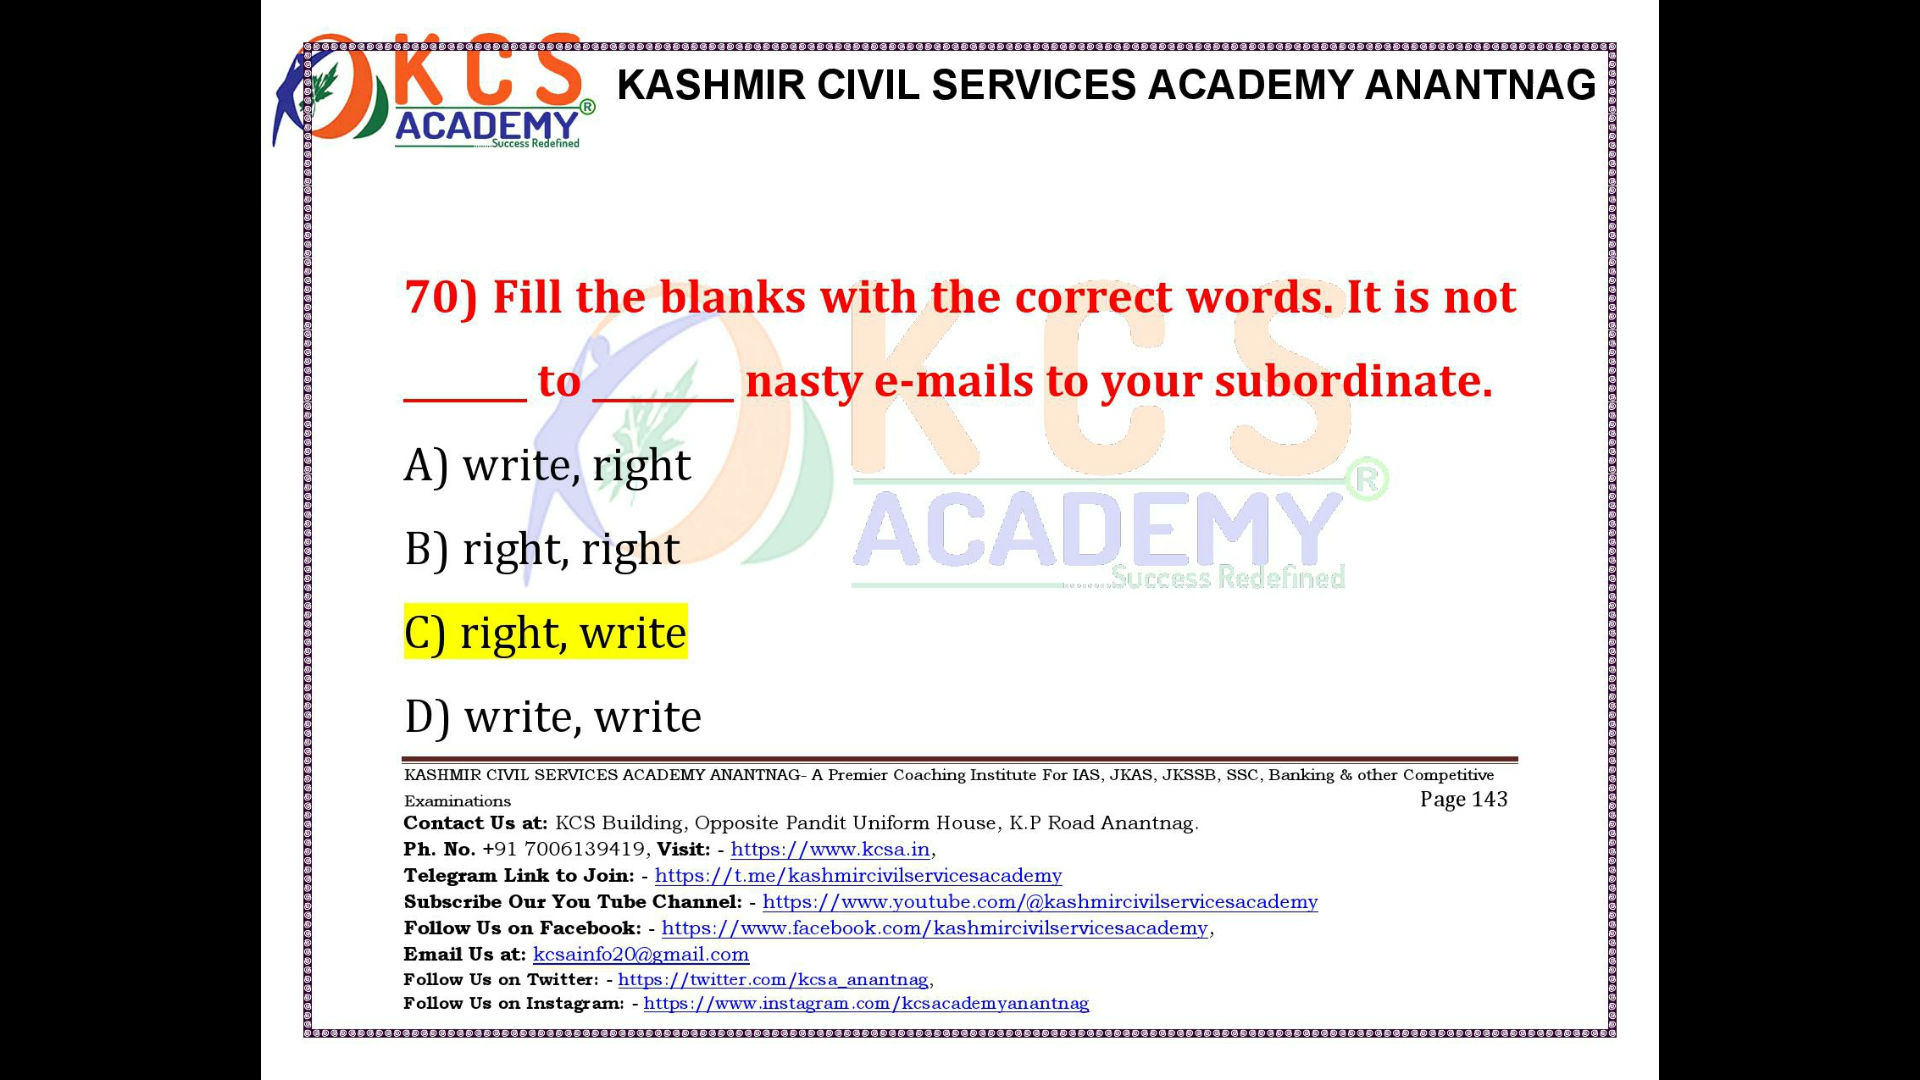 KCS
ACADEMY®
.......Success Redefined
KASHMIR CIVIL SERVICES ACADEMY ANANTNAG
70) Fill the blanks with the correct words. It is not
______ to _______ nasty e-mails to your subordinate.
A) write, right
B) right, right
C) right, write
D) write, write
KCS
ACADEMY®
.......Success Redefined
KASHMIR CIVIL SERVICES ACADEMY ANANTNAG- A Premier Coaching Institute For IAS, JKAS, JKSSB, SSC, Banking & other Competitive
Examinations Page 143
Contact Us at: KCS Building, Opposite Pandit Uniform House, K.P Road Anantnag.
Ph. No. +91 7006139419, Visit: - https://www.kcsa.in,
Telegram Link to Join: - https://t.me/kashmircivilservicesacademy
Subscribe Our You Tube Channel: - https://www.youtube.com/@kashmircivilservicesacademy
Follow Us on Facebook: - https://www.facebook.com/kashmircivilservicesacademy,
Email Us at: kcsainfo20@gmail.com
Follow Us on Twitter: - https://twitter.com/kcsa_anantnag,
Follow Us on Instagram: - https://www.instagram.com/kcsacademyanantnag